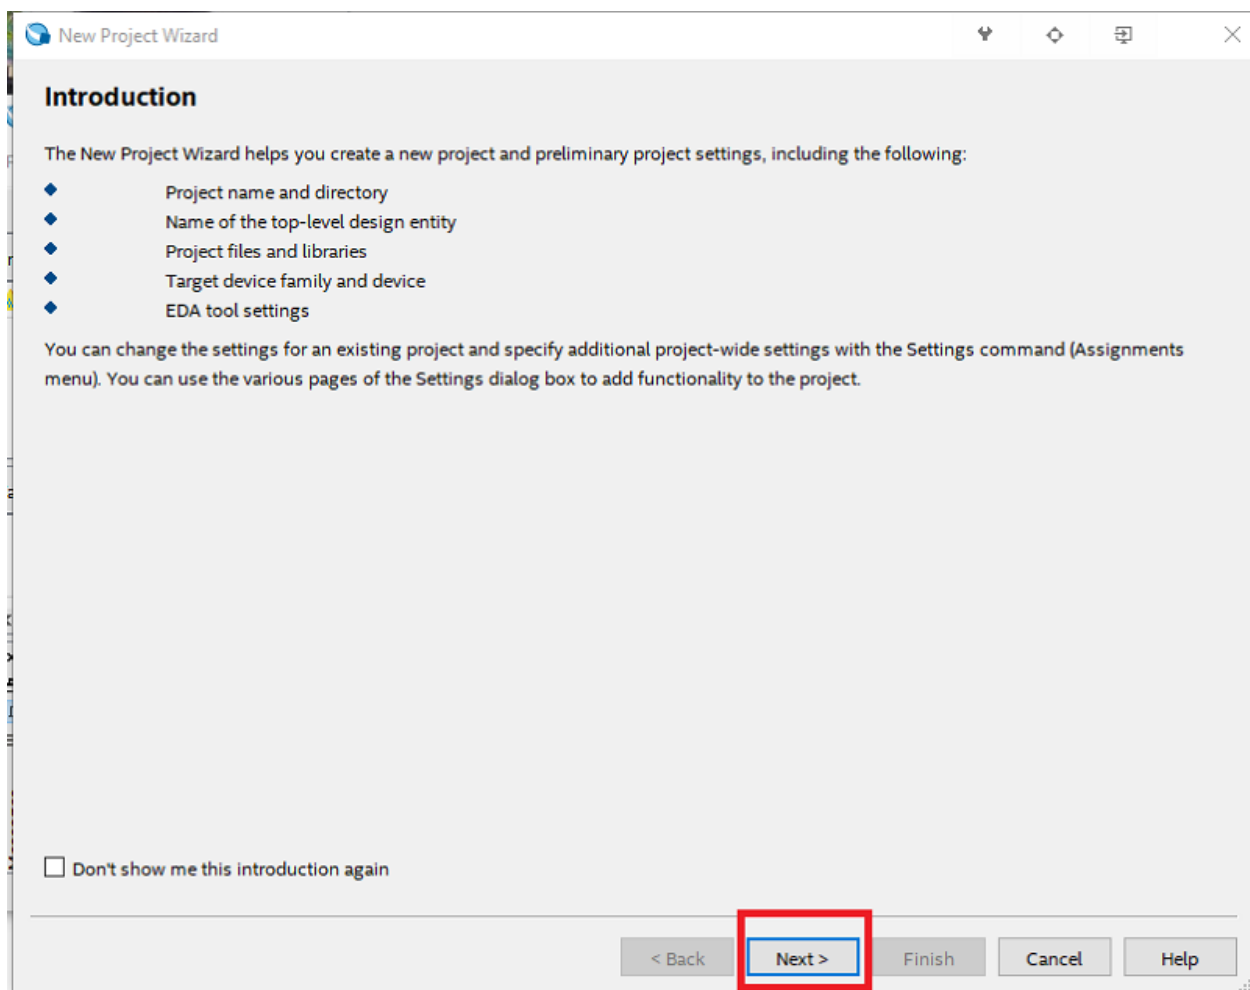 New Project Wizard
Introduction
The New Project Wizard helps you create a new project and preliminary project settings, including the following:
Project name and directory
Name of the top-level design entity
Project files and libraries
Target device family and device
EDA tool settings
You can change the settings for an existing project and specify additional project-wide settings with the Settings command (Assignments
menu). You can use the various pages of the Settings dialog box to add functionality to the project.
Don't show me this introduction again
< Back Next > Finish Cancel Help